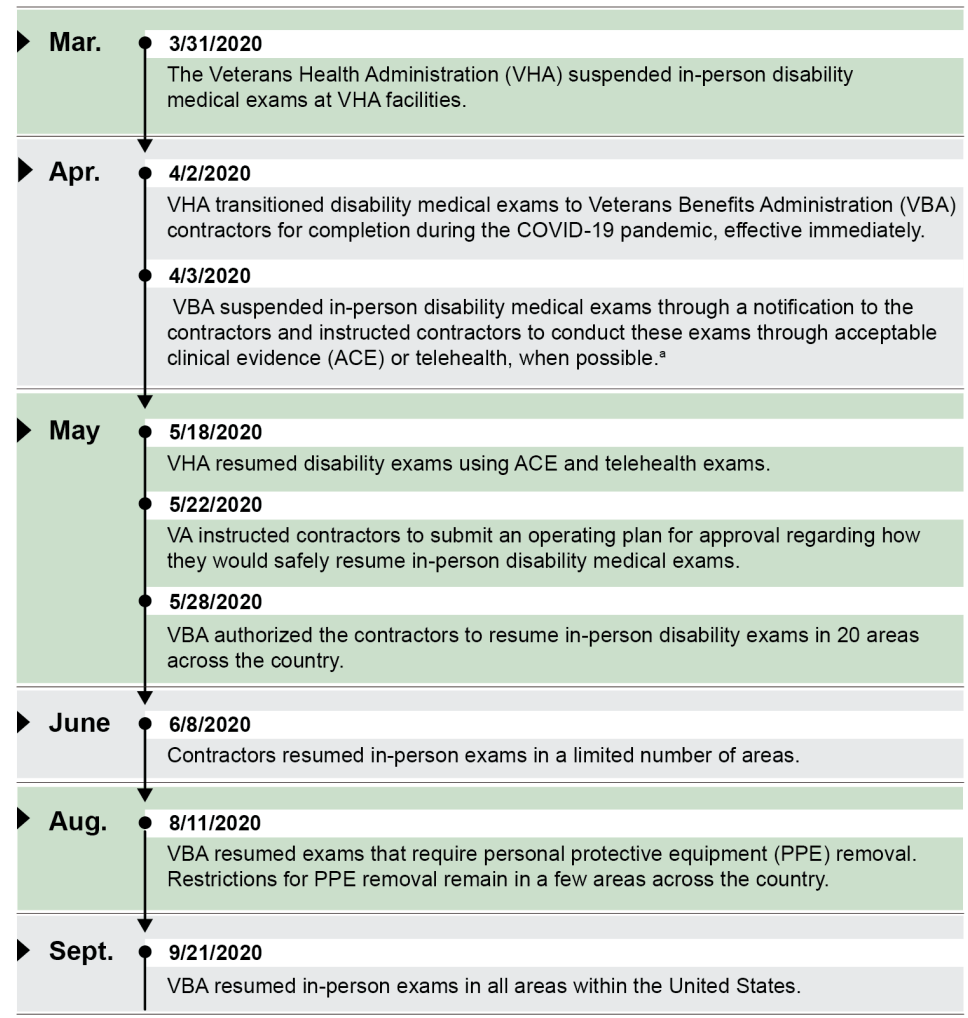 Mar.
3/31/2020
The Veterans Health Administration (VHA) suspended in-person disability
medical exams at VHA facilities.
Apr.
4/2/2020
VHA transitioned disability medical exams to Veterans Benefits Administration (VBA)
contractors for completion during the COVID-19 pandemic, effective immediately.
4/3/2020
VBA suspended in-person disability medical exams through a notification to the
contractors and instructed contractors to conduct these exams through acceptable
clinical evidence (ACE) or telehealth, when possible.ª
May
5/18/2020
VHA resumed disability exams using ACE and telehealth exams.
5/22/2020
VA instructed contractors to submit an operating plan for approval regarding how
they would safely resume in-person disability medical exams.
5/28/2020
VBA authorized the contractors to resume in-person disability exams in 20 areas
across the country.
June
6/8/2020
Contractors resumed in-person exams in a limited number of areas.
Aug.
8/11/2020
VBA resumed exams that require personal protective equipment (PPE) removal.
Restrictions for PPE removal remain in a few areas across the country.
Sept.
9/21/2020
VBA resumed in-person exams in all areas within the United States.